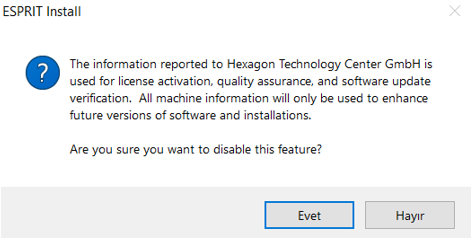 ESPRIT Install
The information reported to Hexagon Technology Center GmbH is
used for license activation, quality assurance, and software update
verification.  All machine information will only be used to enhance
future versions of software and installations.
Are you sure you want to disable this feature?
Evet
Hayır